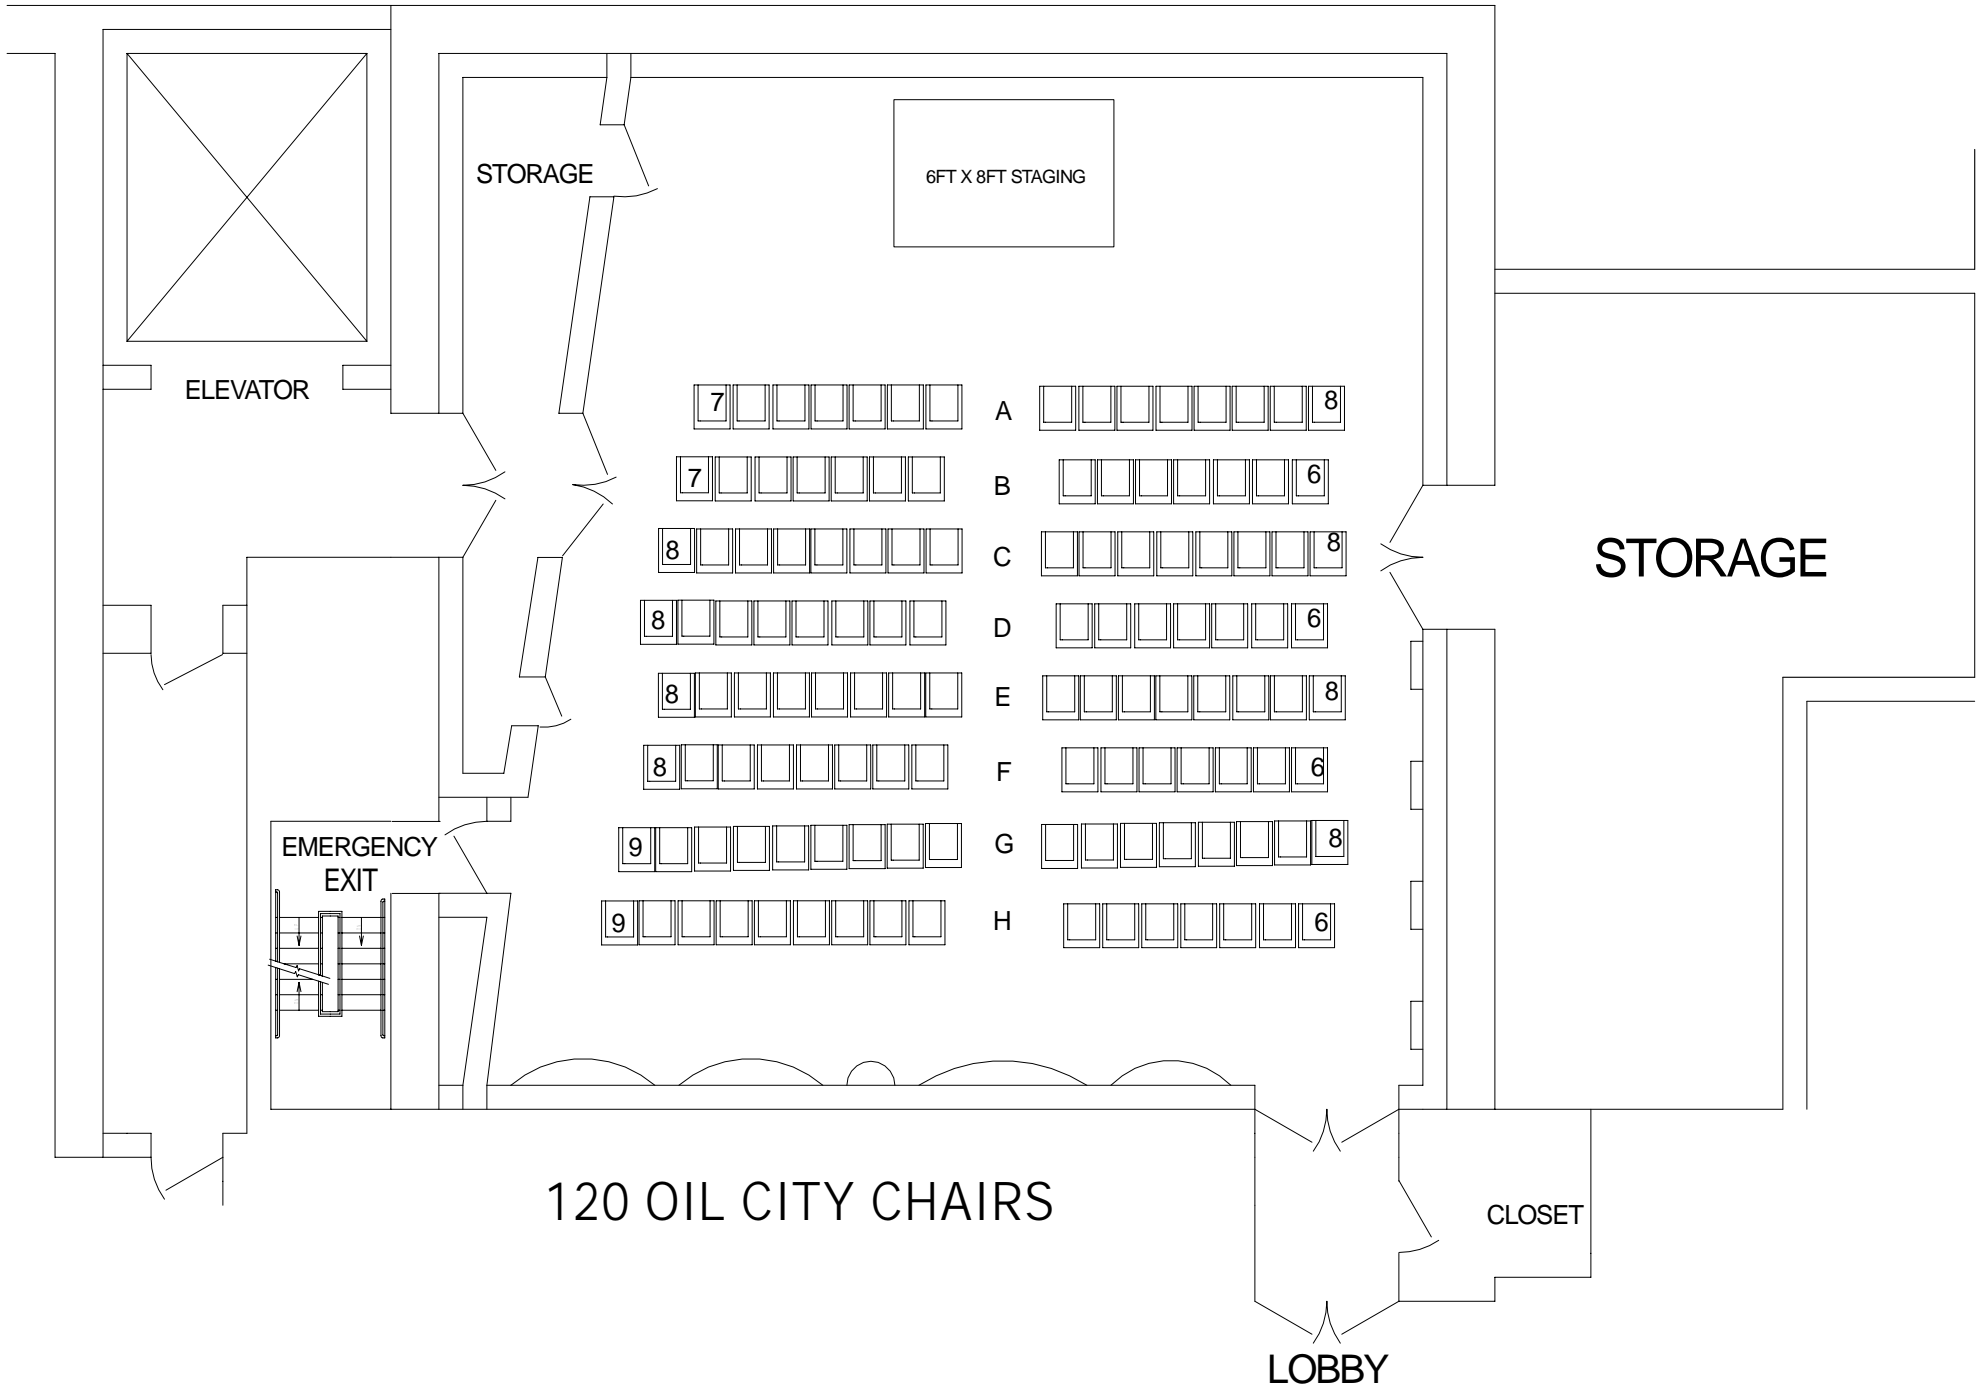 STORAGE
6FT X 8FT STAGING
ELEVATOR
7 A 8
7 B 6
8 C 8
STORAGE
8 D 6
8 E 8
8 F 6
9 G 8
EMERGENCY
EXIT
9 H 6
120 OIL CITY CHAIRS
CLOSET
LOBBY